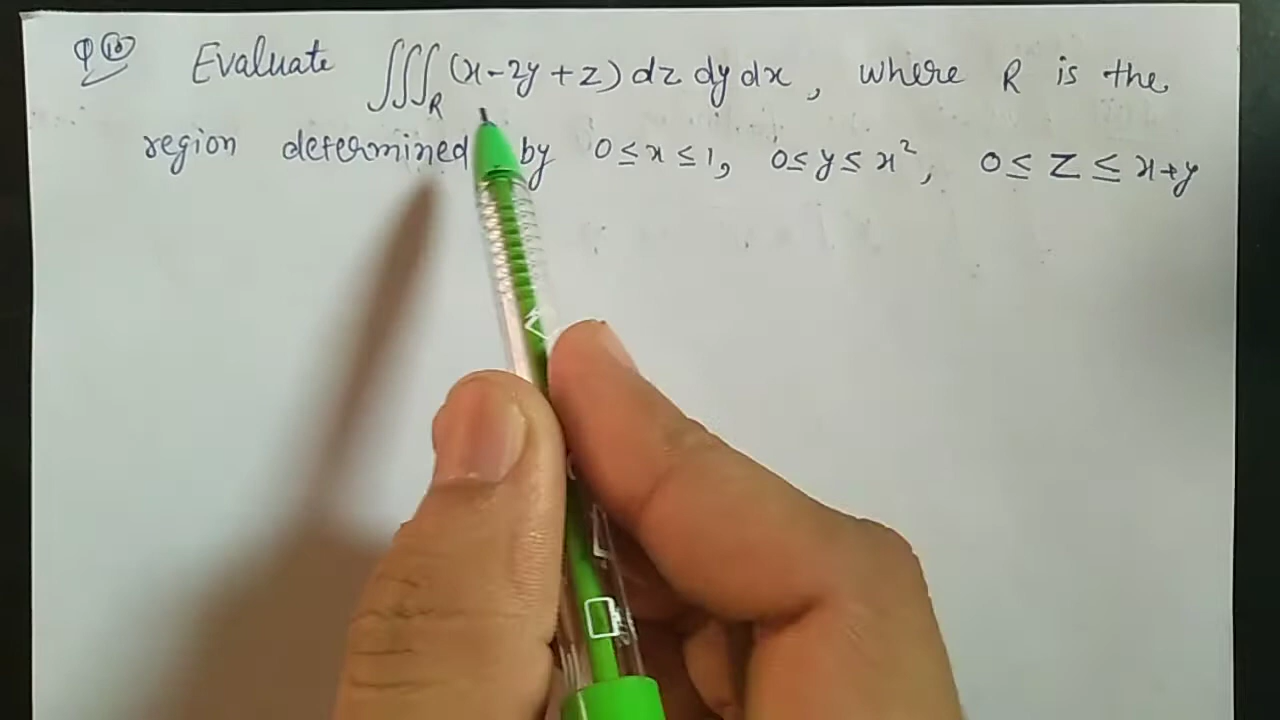 Q⑩ Evaluate ∭_R (x-2y+z) dz dy dx, where R is the
region determined by 0≤x≤1, 0≤y≤x², 0≤z≤x+y